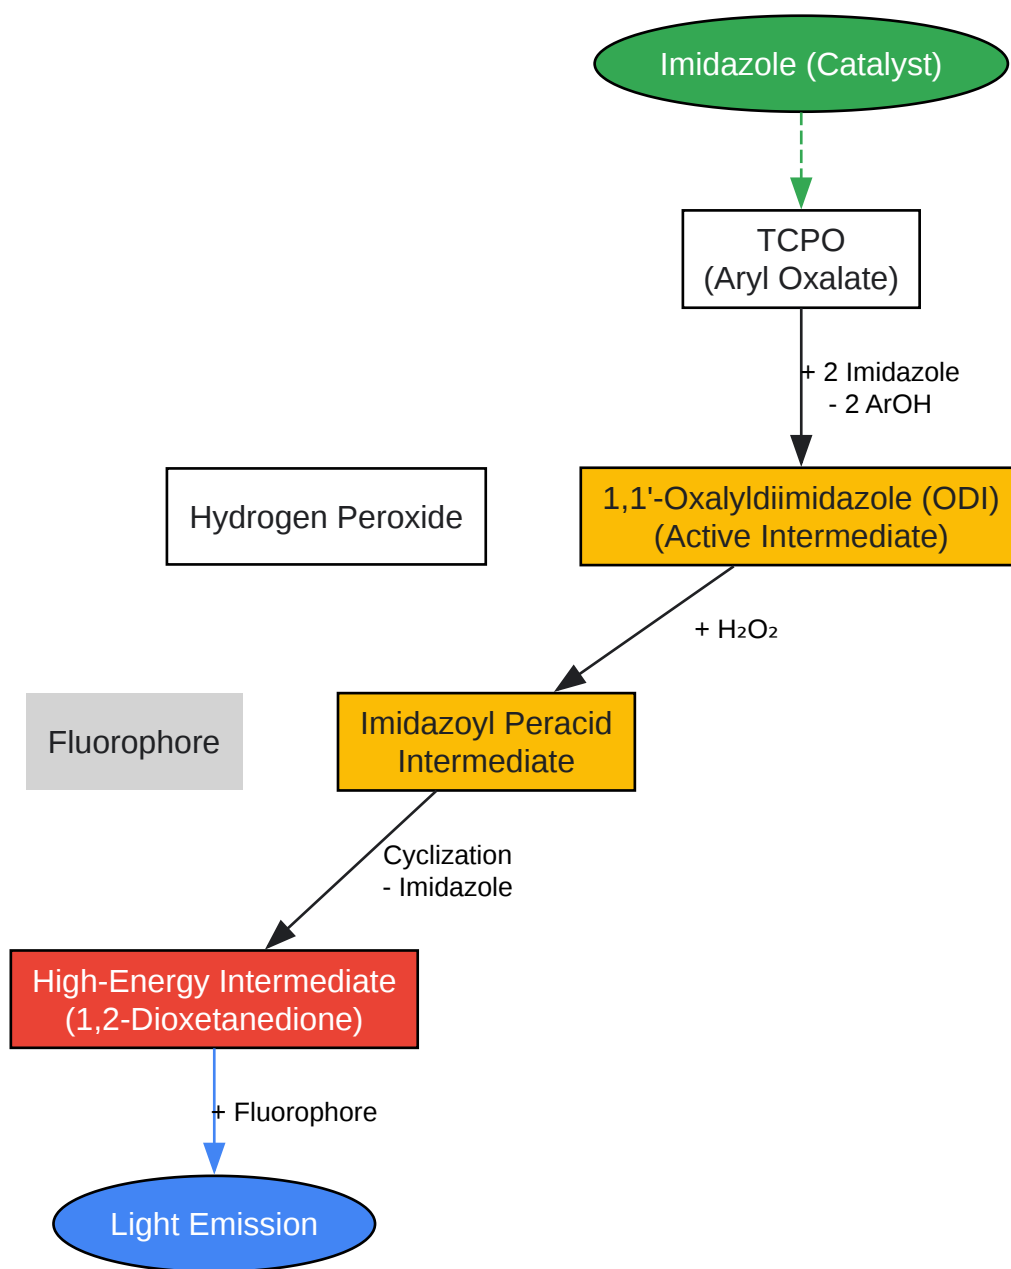 Imidazole (Catalyst)
TCPO
(Aryl Oxalate)
+ 2 Imidazole
- 2 ArOH
Hydrogen Peroxide
1,1'-Oxalyldiimidazole (ODI)
(Active Intermediate)
+ H₂O₂
Fluorophore
Imidazoyl Peracid
Intermediate
Cyclization
- Imidazole
High-Energy Intermediate
(1,2-Dioxetanedione)
+ Fluorophore
Light Emission